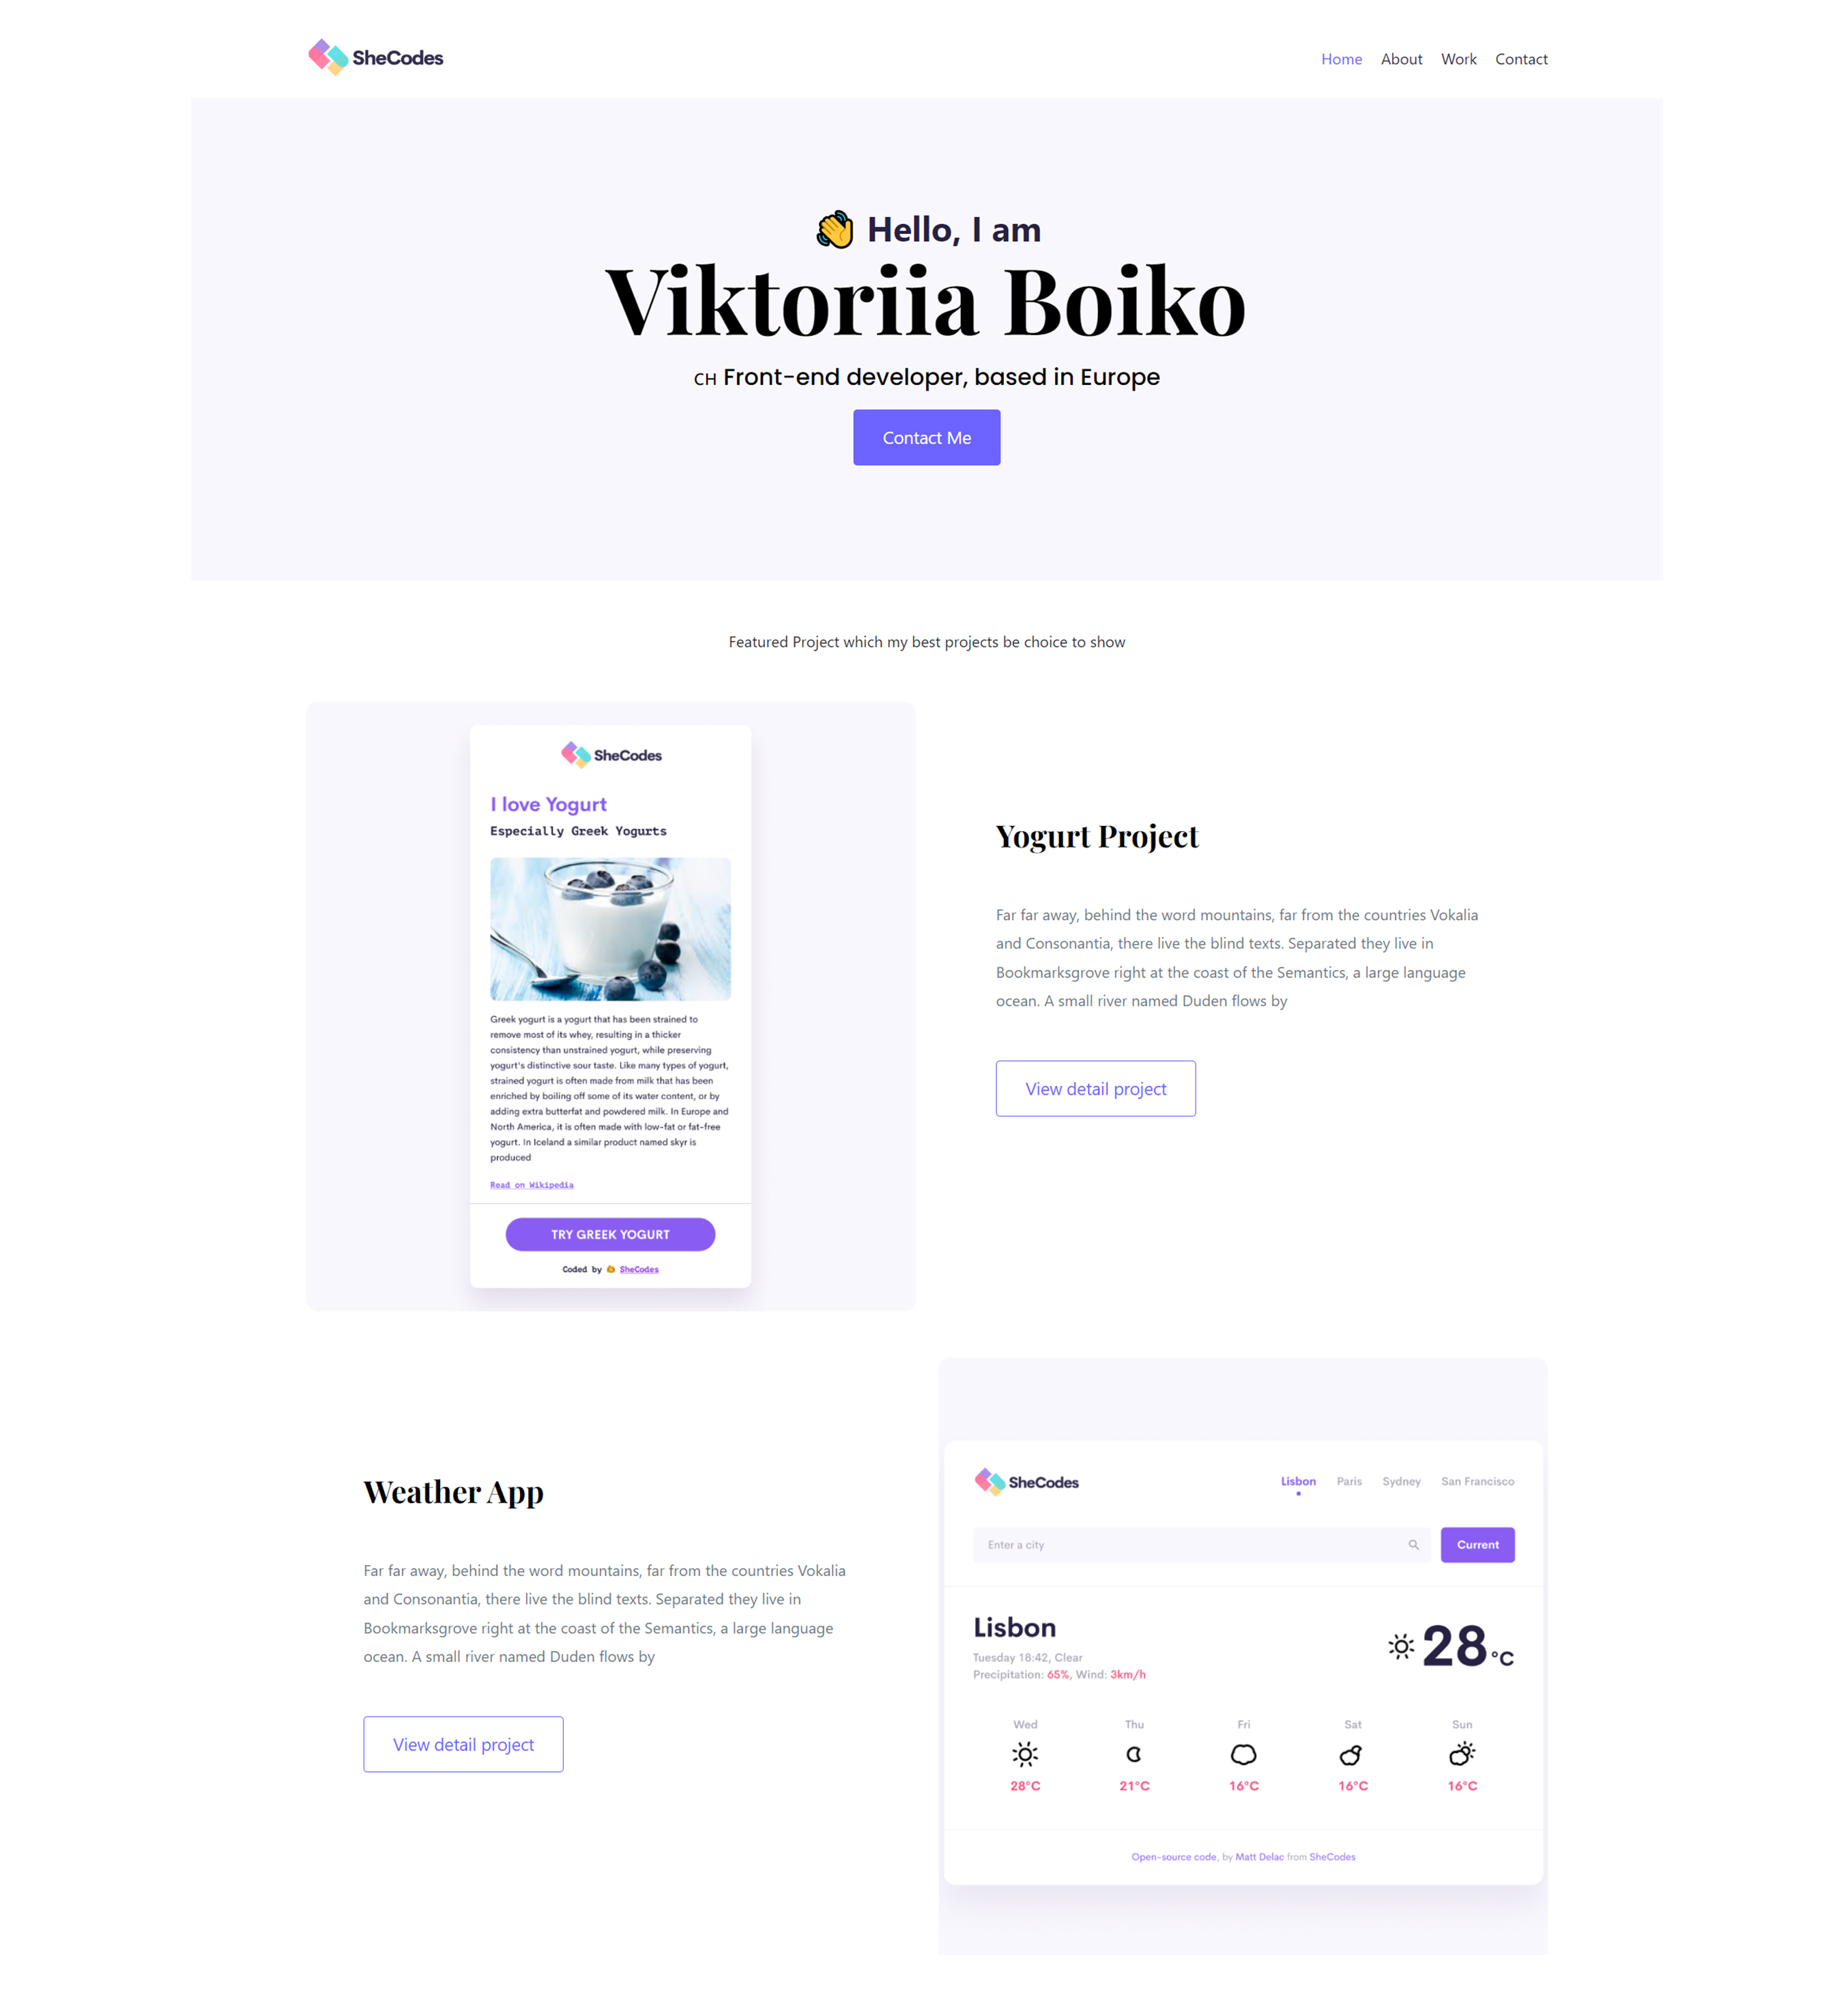 SheCodes
Home About Work Contact
👋 Hello, I am
Viktoriia Boiko
CH Front-end developer, based in Europe
Contact Me
Featured Project which my best projects be choice to show
SheCodes
I love Yogurt
Especially Greek Yogurts
Greek yogurt is a yogurt that has been strained to
remove most of its whey, resulting in a thicker
consistency than unstrained yogurt, while preserving
yogurt's distinctive sour taste. Like many types of yogurt,
strained yogurt is often made from milk that has been
enriched by boiling off some of its water content, or by
adding extra butterfat and powdered milk. In Europe and
North America, it is often made with low-fat or fat-free
yogurt. In Iceland a similar product named skyr is
produced
Read on Wikipedia
TRY GREEK YOGURT
Coded by SheCodes
Yogurt Project
Far far away, behind the word mountains, far from the countries Vokalia
and Consonantia, there live the blind texts. Separated they live in
Bookmarksgrove right at the coast of the Semantics, a large language
ocean. A small river named Duden flows by
View detail project
Weather App
Far far away, behind the word mountains, far from the countries Vokalia
and Consonantia, there live the blind texts. Separated they live in
Bookmarksgrove right at the coast of the Semantics, a large language
ocean. A small river named Duden flows by
View detail project
SheCodes
Lisbon Paris Sydney San Francisco
Enter a city
Current
Lisbon
Tuesday 18:42, Clear
Precipitation: 65%, Wind: 3km/h
28 °C
Wed Thu Fri Sat Sun
28°C 21°C 16°C 16°C 16°C
Open-source code, by Matt Delac from SheCodes